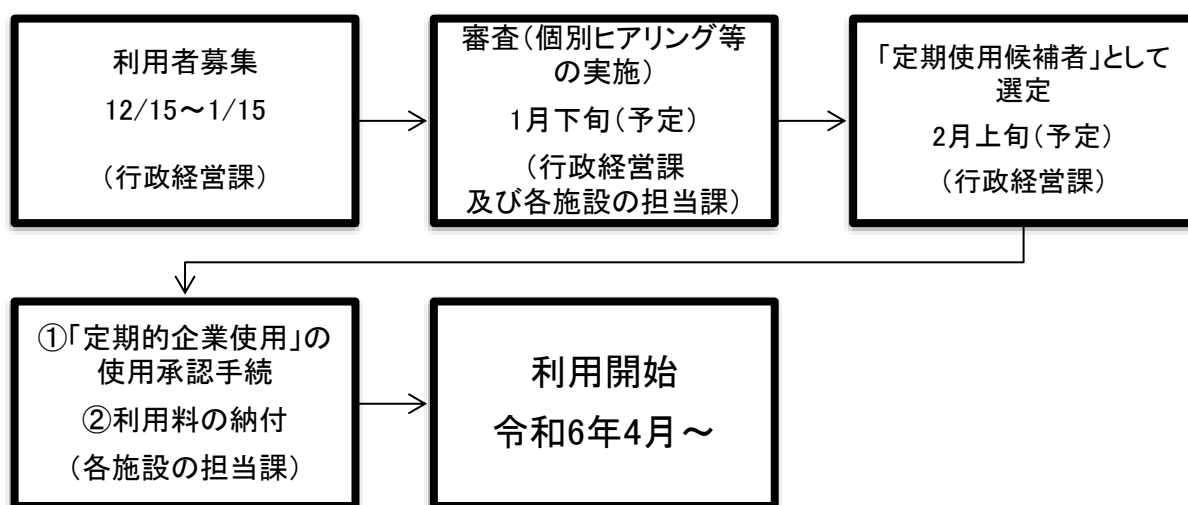 利用者募集
12/15～1/15
（行政経営課）
審査（個別ヒアリング等
の実施）
1月下旬（予定）
（行政経営課
及び各施設の担当課）
「定期使用候補者」として
選定
2月上旬（予定）
（行政経営課）
①「定期的企業使用」の
使用承認手続
②利用料の納付
（各施設の担当課）
利用開始
令和6年4月～